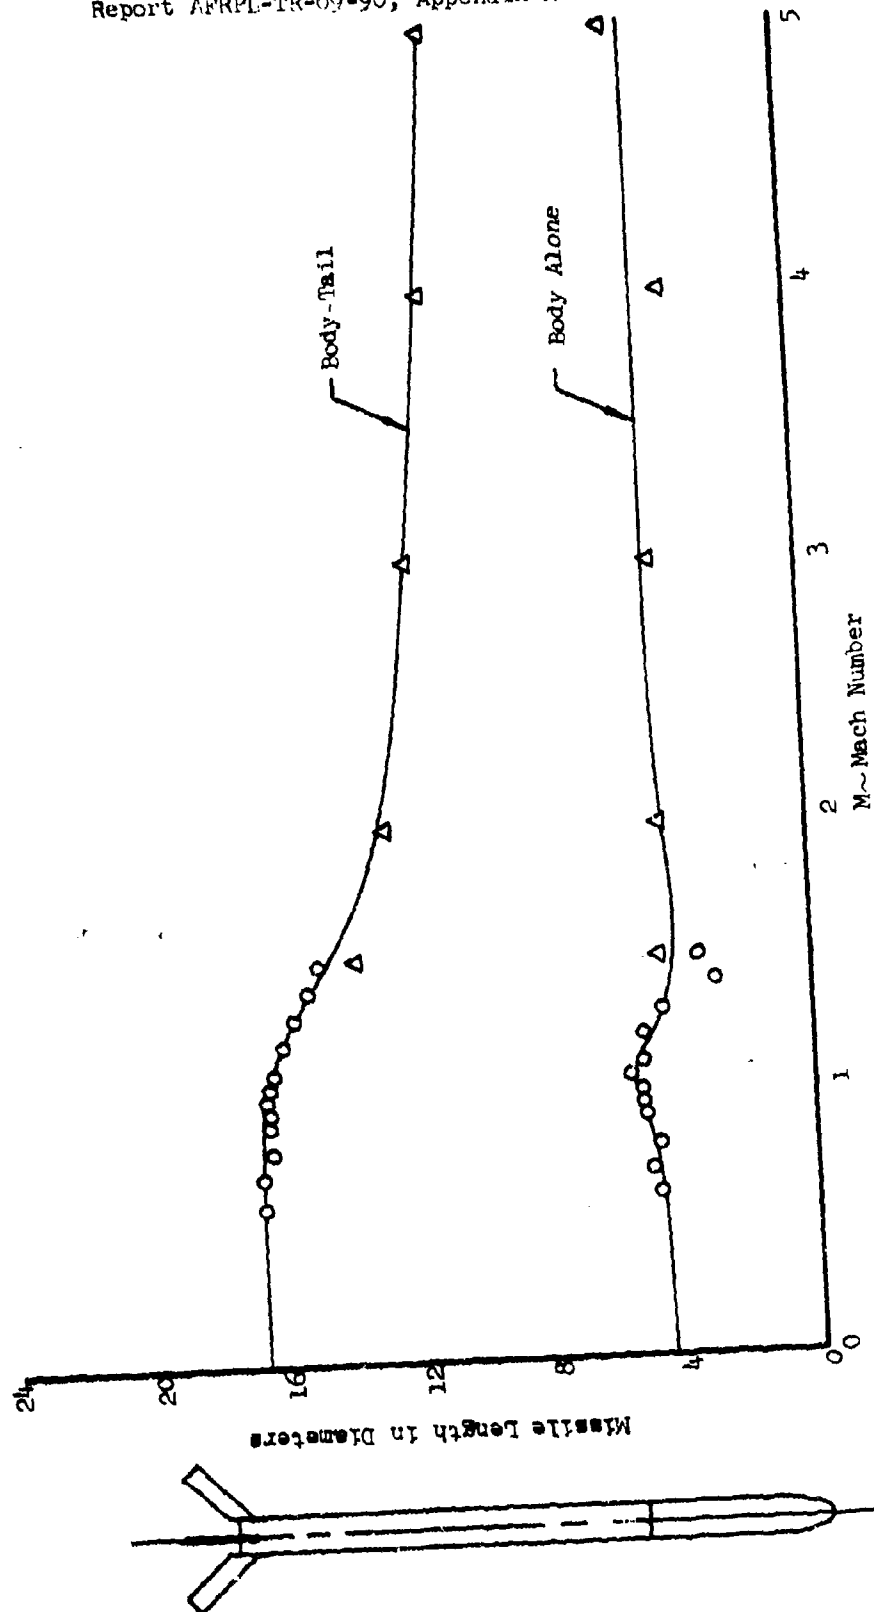 Report AFRPL-TR-69-90, Appendix
Body-Tail
Body Alone
24
20
16
12
8
4
0
Missile Length in Diameters
0
1
2
3
4
5
M~Mach Number